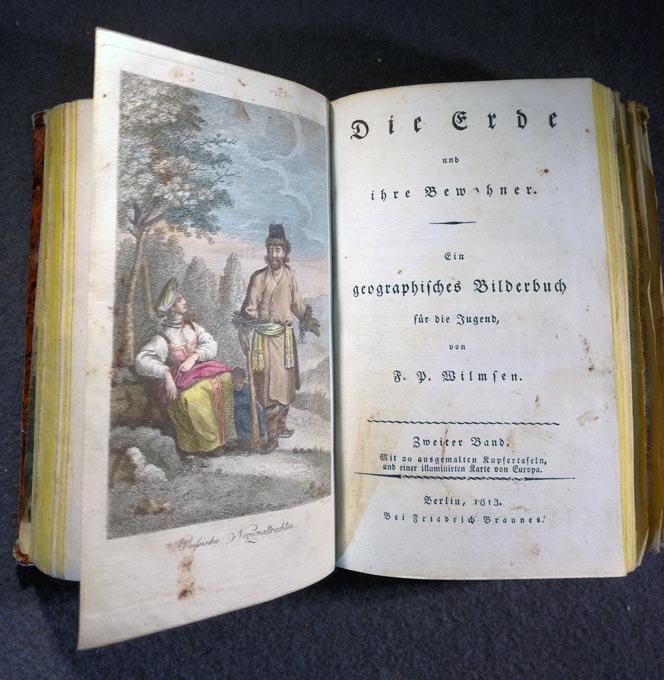 Russische Nationaltrachten.
Die Erde
und
ihre Bewohner.
Ein
geographisches Bilderbuch
für die Jugend,
von
F. P. Wilmsen.
Zweiter Band.
Mit 20 ausgemalten Kupfertafeln,
und einer illuminirten Karte von Europa.
Berlin, 1813.
Bei Friedrich Braunes.